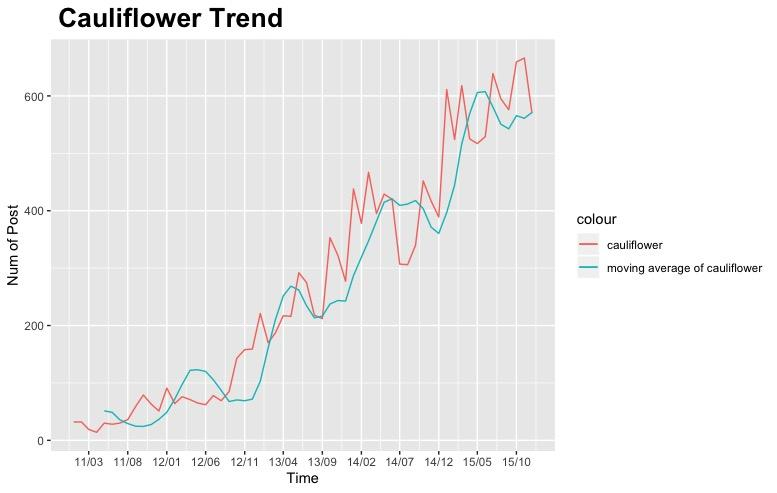 Cauliflower Trend
Num of Post
600
400
200
0
11/03 11/08 12/01 12/06 12/11 13/04 13/09 14/02 14/07 14/12 15/05 15/10
Time
colour
cauliflower
moving average of cauliflower